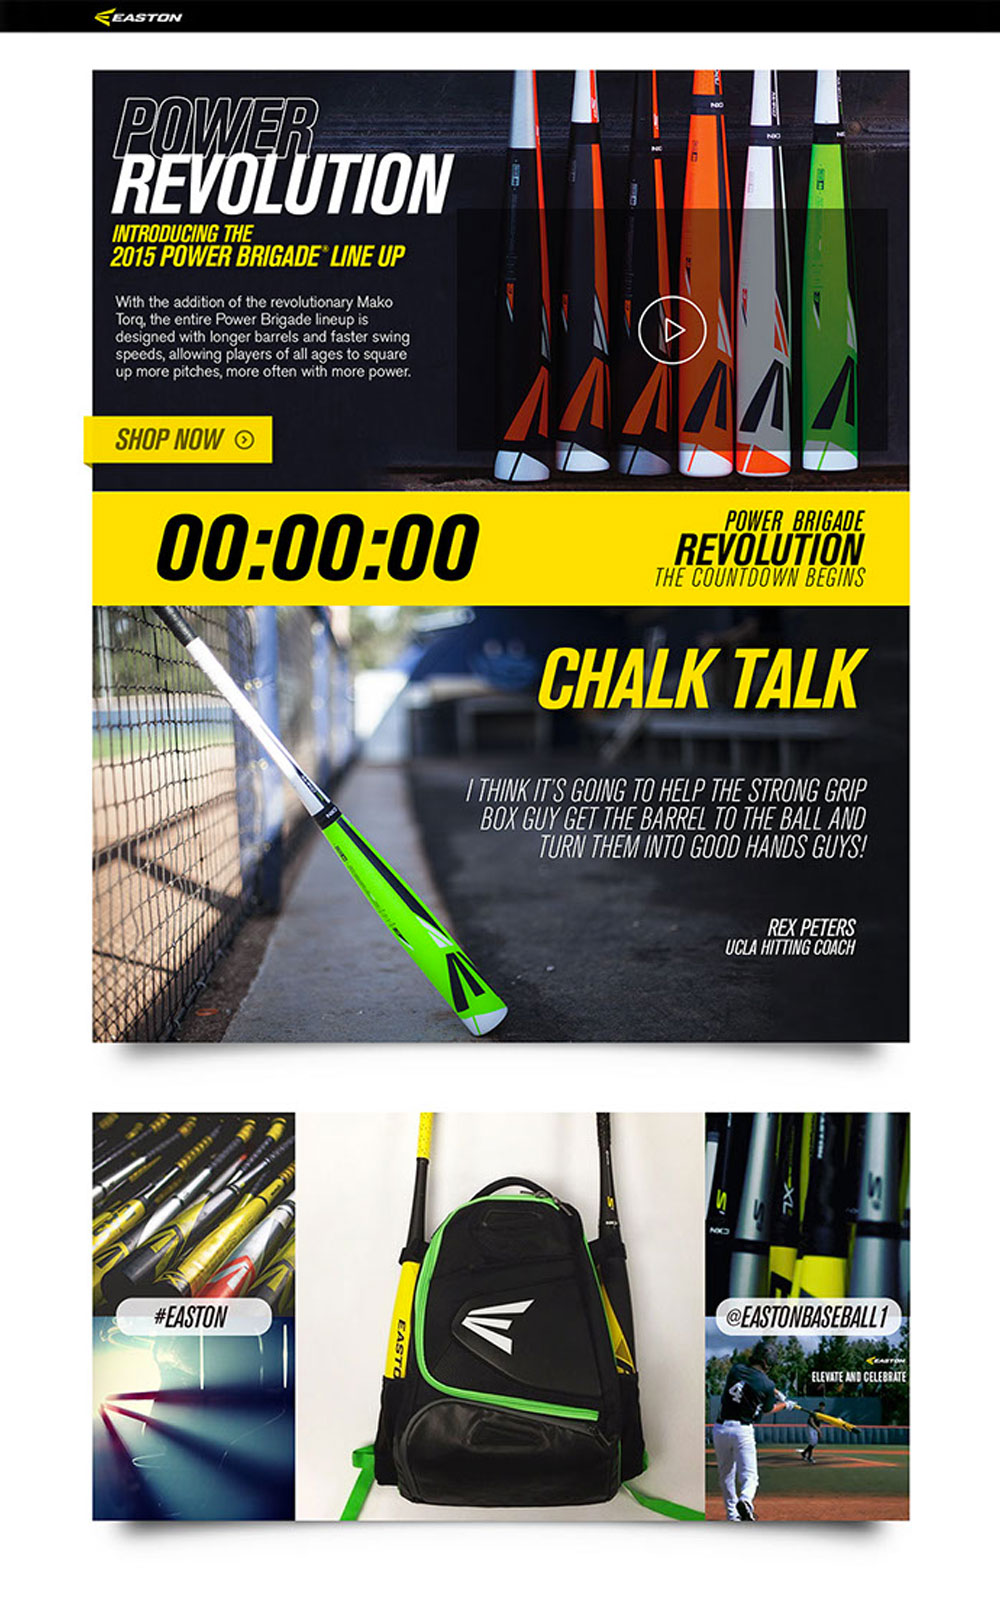 EASTON
POWER
REVOLUTION
INTRODUCING THE
2015 POWER BRIGADE® LINE UP
With the addition of the revolutionary Mako
Torq, the entire Power Brigade lineup is
designed with longer barrels and faster swing
speeds, allowing players of all ages to square
up more pitches, more often with more power.
SHOP NOW
00:00:00
POWER BRIGADE
REVOLUTION
THE COUNTDOWN BEGINS
CHALK TALK
I THINK IT'S GOING TO HELP THE STRONG GRIP
BOX GUY GET THE BARREL TO THE BALL AND
TURN THEM INTO GOOD HANDS GUYS!
REX PETERS
UCLA HITTING COACH
#EASTON
EASTO
XL
@EASTONBASEBALL1
EASTON
ELEVATE AND CELEBRATE
4